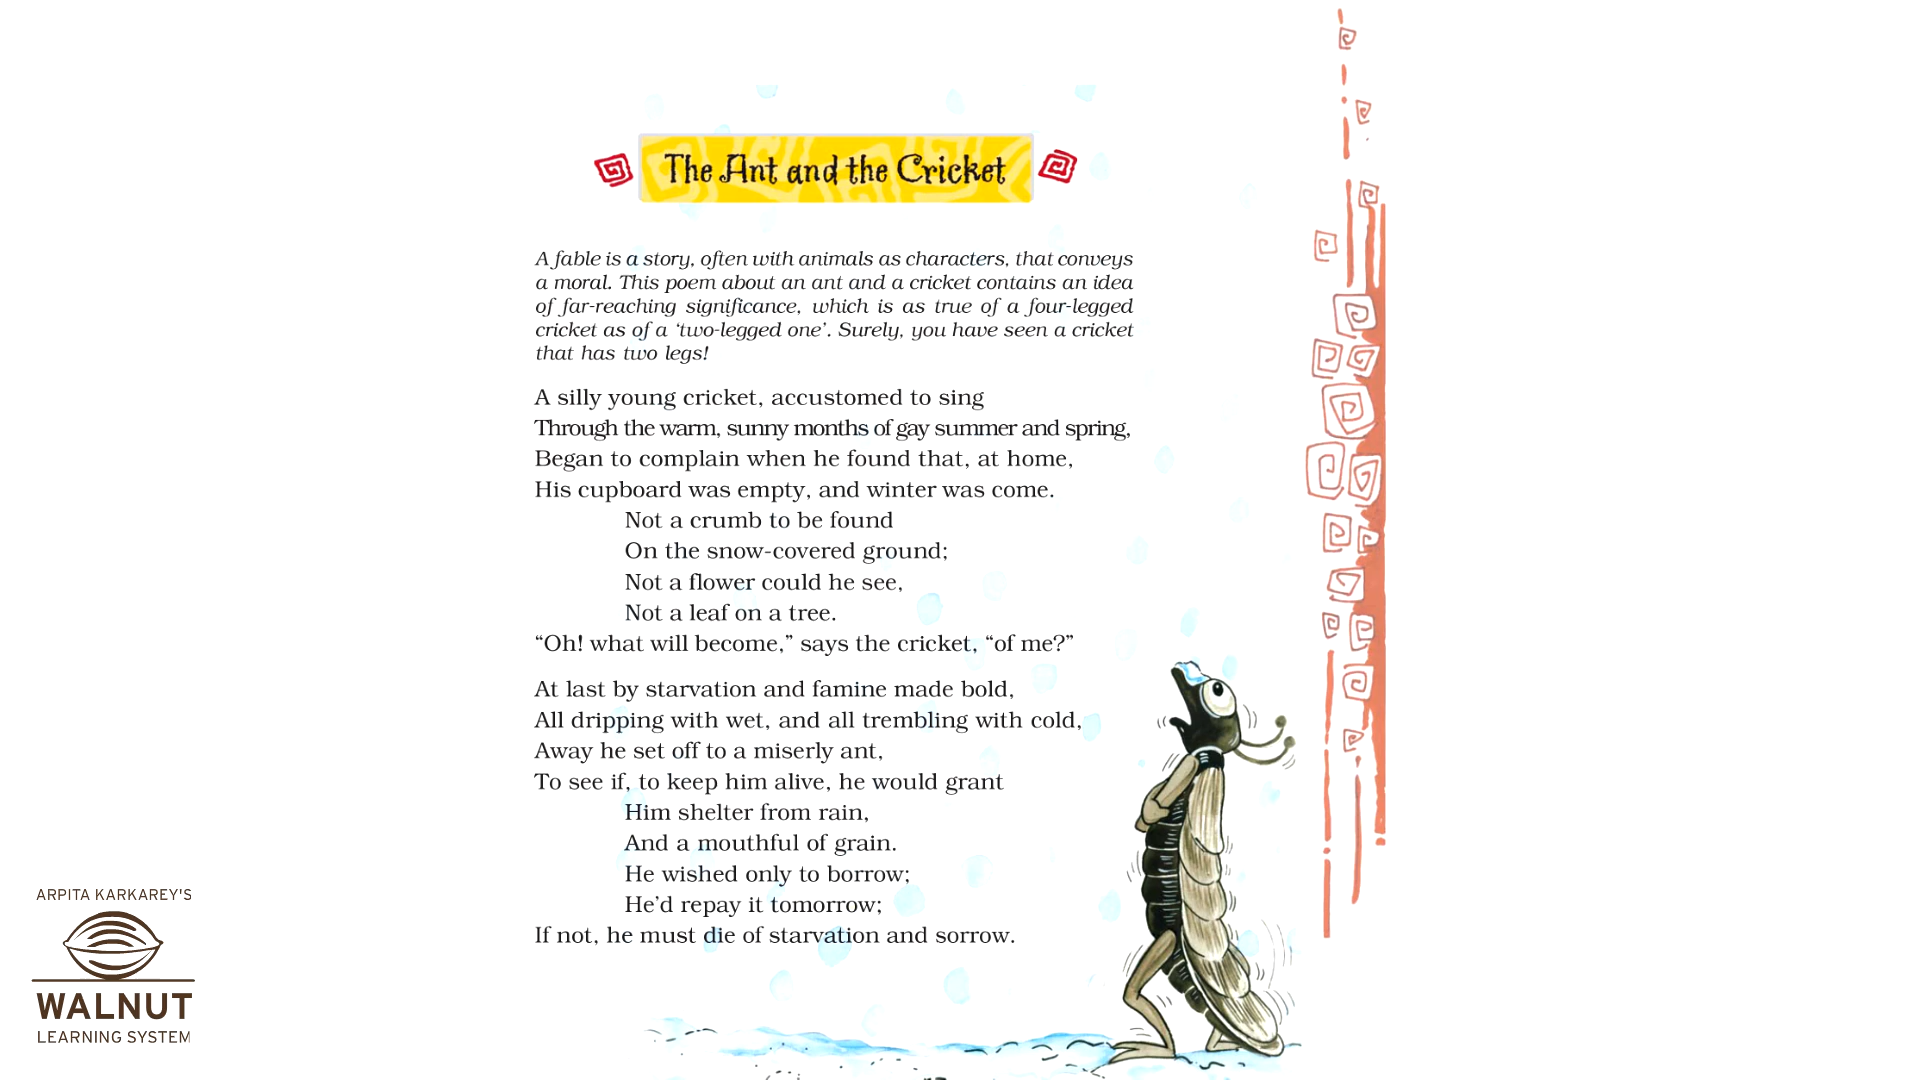 The Ant and the Cricket
A fable is a story, often with animals as characters, that conveys
a moral. This poem about an ant and a cricket contains an idea
of far-reaching significance, which is as true of a four-legged
cricket as of a ‘two-legged one’. Surely, you have seen a cricket
that has two legs!
A silly young cricket, accustomed to sing
Through the warm, sunny months of gay summer and spring,
Began to complain when he found that, at home,
His cupboard was empty, and winter was come.
Not a crumb to be found
On the snow-covered ground;
Not a flower could he see,
Not a leaf on a tree.
“Oh! what will become,” says the cricket, “of me?”
At last by starvation and famine made bold,
All dripping with wet, and all trembling with cold,
Away he set off to a miserly ant,
To see if, to keep him alive, he would grant
Him shelter from rain,
And a mouthful of grain.
He wished only to borrow;
He’d repay it tomorrow;
If not, he must die of starvation and sorrow.
ARPITA KARKAREY'S
WALNUT
LEARNING SYSTEM